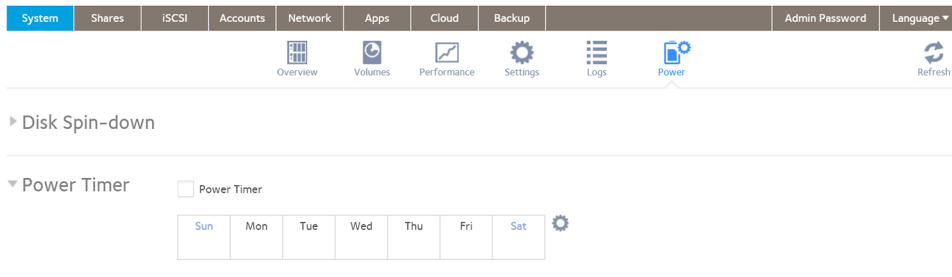 System Shares iSCSI Accounts Network Apps Cloud Backup Admin Password Language
Overview Volumes Performance Settings Logs Power Refresh
Disk Spin-down
Power Timer Power Timer
Sun Mon Tue Wed Thu Fri Sat